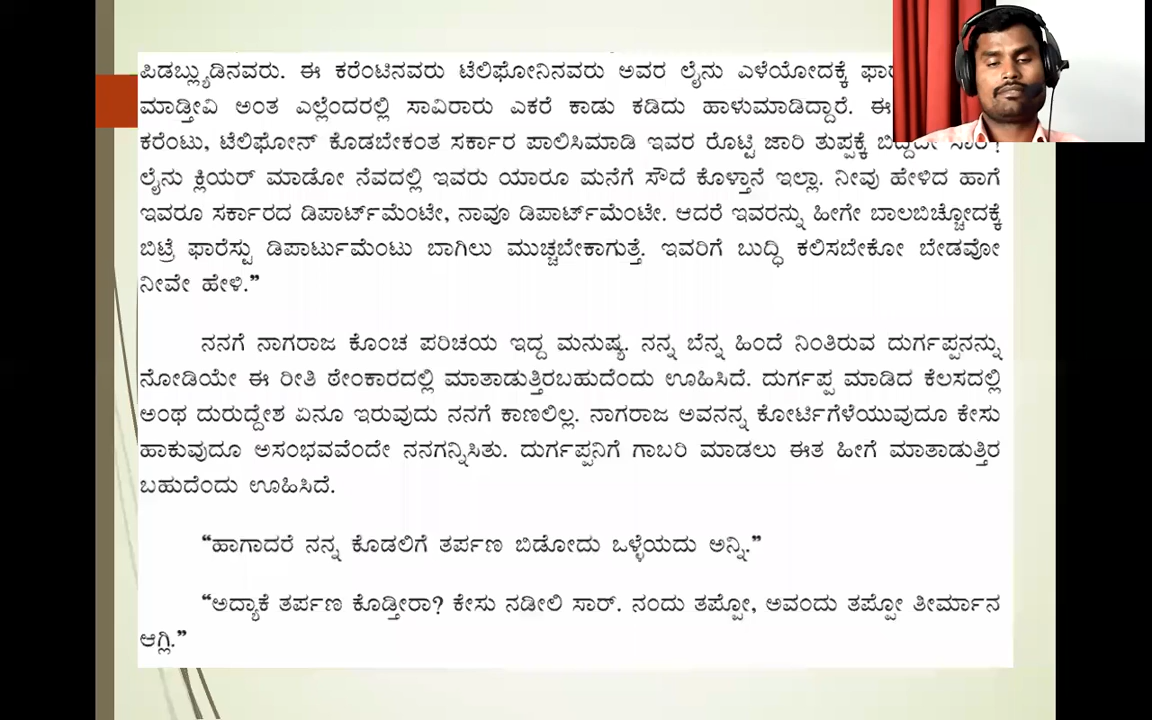 ಪಿಡಬ್ಲ್ಯುಡಿನವರು. ಈ ಕರೆಂಟಿನವರು ಟೆಲಿಫೋನಿನವರು ಅವರ ಲೈನು ಎಳೆಯೋದಕ್ಕೆ
ಮಾಡ್ತೀವಿ ಅಂತ ಎಲ್ಲೆಂದರಲ್ಲಿ ಸಾವಿರಾರು ಎಕರೆ ಕಾಡು ಕಡಿದು ಹಾಳುಮಾಡಿದ್ದಾರೆ. ಈ
ಕರೆಂಟು, ಟೆಲಿಫೋನ್ ಕೊಡಬೇಕಂತ ಸರ್ಕಾರ ಪಾಲಿಸಿಮಾಡಿ ಇವರ ರೊಟ್ಟಿ ಜಾರಿ ತುಪ್ಪಕ್ಕೆ
ಲೈನು ಕ್ಲಿಯರ್ ಮಾಡೋ ನೆವದಲ್ಲಿ ಇವರು ಯಾರೂ ಮನೆಗೆ ಸೌದೆ ಕೊಳ್ತಾನೆ ಇಲ್ಲಾ. ನೀವು ಹೇಳಿದ ಹಾಗೆ
ಇವರೂ ಸರ್ಕಾರದ ಡಿಪಾರ್ಟ್‌ಮೆಂಟೇ, ನಾವೂ ಡಿಪಾರ್ಟ್‌ಮೆಂಟೇ. ಆದರೆ ಇವರನ್ನು ಹೀಗೇ ಬಾಲಬಿಚ್ಚೋದಕ್ಕೆ
ಬಿಟ್ರೆ ಫಾರೆಸ್ಟು ಡಿಪಾರ್ಟುಮೆಂಟು ಬಾಗಿಲು ಮುಚ್ಚಬೇಕಾಗುತ್ತೆ. ಇವರಿಗೆ ಬುದ್ಧಿ ಕಲಿಸಬೇಕೋ ಬೇಡವೋ
ನೀವೇ ಹೇಳಿ.”
ನನಗೆ ನಾಗರಾಜ ಕೊಂಚ ಪರಿಚಯ ಇದ್ದ ಮನುಷ್ಯ. ನನ್ನ ಬೆನ್ನ ಹಿಂದೆ ನಿಂತಿರುವ ದುರ್ಗಪ್ಪನನ್ನು
ನೋಡಿಯೇ ಈ ರೀತಿ ಠೇಂಕಾರದಲ್ಲಿ ಮಾತಾಡುತ್ತಿರಬಹುದೆಂದು ಊಹಿಸಿದೆ. ದುರ್ಗಪ್ಪ ಮಾಡಿದ ಕೆಲಸದಲ್ಲಿ
ಅಂಥ ದುರುದ್ದೇಶ ಏನೂ ಇರುವುದು ನನಗೆ ಕಾಣಲಿಲ್ಲ. ನಾಗರಾಜ ಅವನನ್ನ ಕೋರ್ಟಿಗೆಳೆಯುವುದೂ ಕೇಸು
ಹಾಕುವುದೂ ಅಸಂಭವವೆಂದೇ ನನಗನ್ನಿಸಿತು. ದುರ್ಗಪ್ಪನಿಗೆ ಗಾಬರಿ ಮಾಡಲು ಈತ ಹೀಗೆ ಮಾತಾಡುತ್ತಿರ
ಬಹುದೆಂದು ಊಹಿಸಿದೆ.
“ಹಾಗಾದರೆ ನನ್ನ ಕೊಡಲಿಗೆ ತರ್ಪಣ ಬಿಡೋದು ಒಳ್ಳೆಯದು ಅನ್ನಿ.”
“ಅದ್ಯಾಕೆ ತರ್ಪಣ ಕೊಡ್ತೀರಾ? ಕೇಸು ನಡೀಲಿ ಸಾರ್. ನಂದು ತಪ್ಪೋ, ಅವಂದು ತಪ್ಪೋ ತೀರ್ಮಾನ
ಆಗ್ಲಿ.”